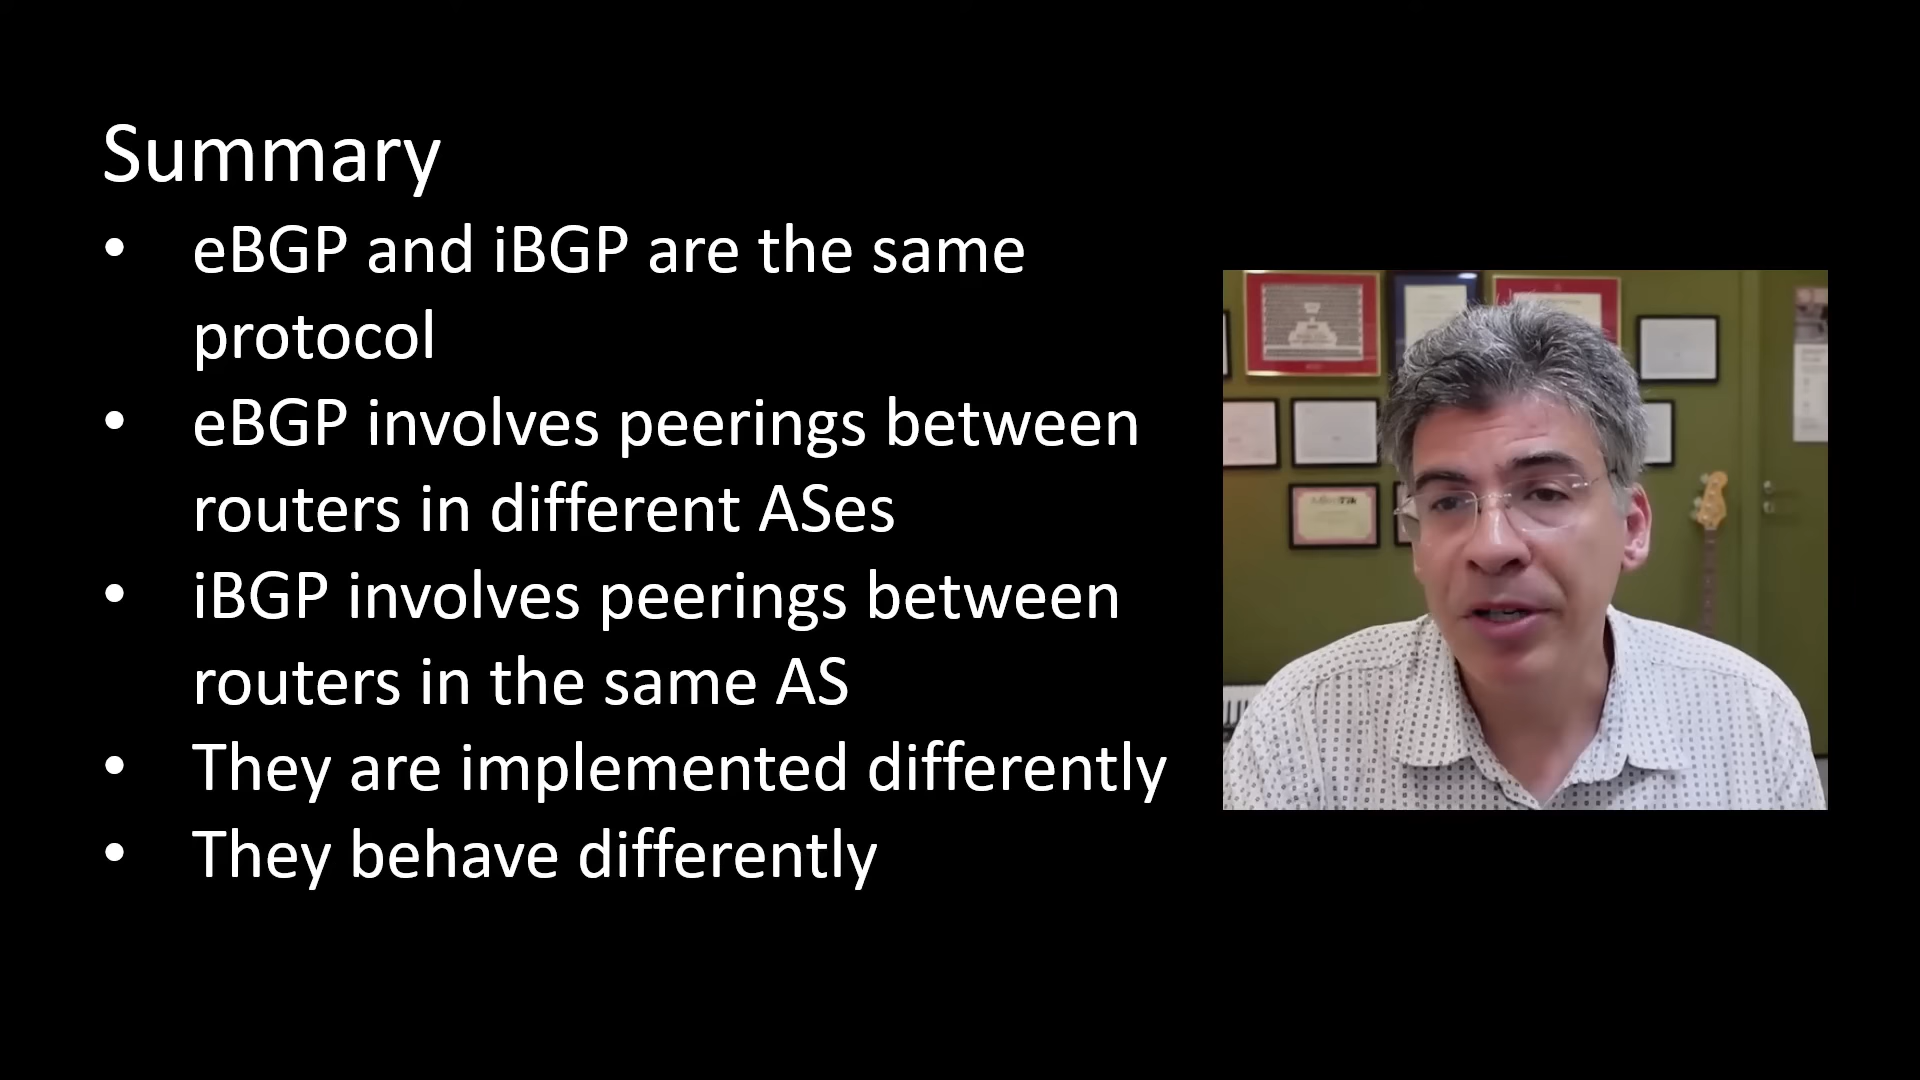 Summary
• eBGP and iBGP are the same
protocol
• eBGP involves peerings between
routers in different ASes
• iBGP involves peerings between
routers in the same AS
• They are implemented differently
• They behave differently